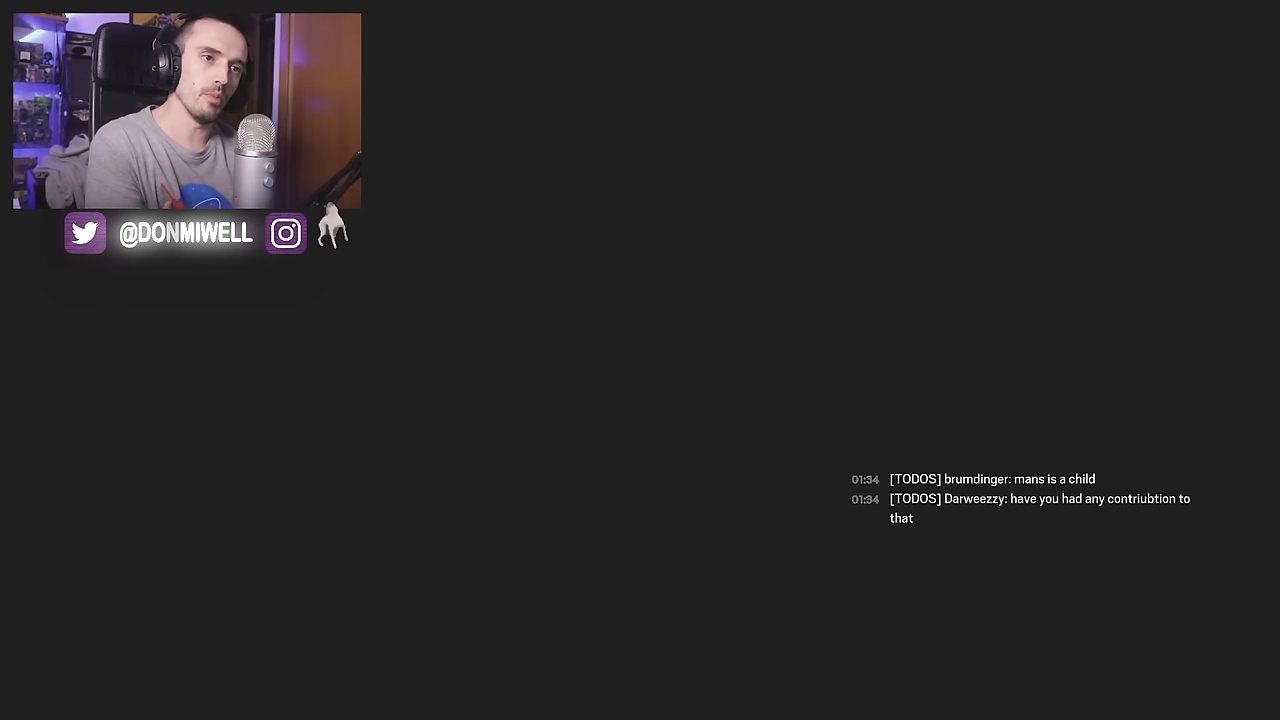 @DONMIWELL
01:34 [TODOS] brumdinger: mans is a child
01:34 [TODOS] Darweezzy: have you had any contriubtion to
that